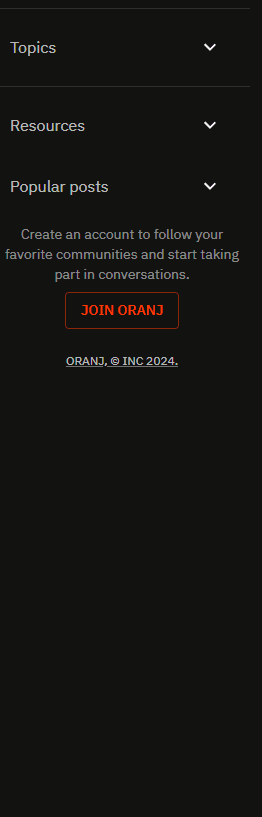 Topics
Resources
Popular posts
Create an account to follow your
favorite communities and start taking
part in conversations.
JOIN ORANJ
ORANJ, © INC 2024.